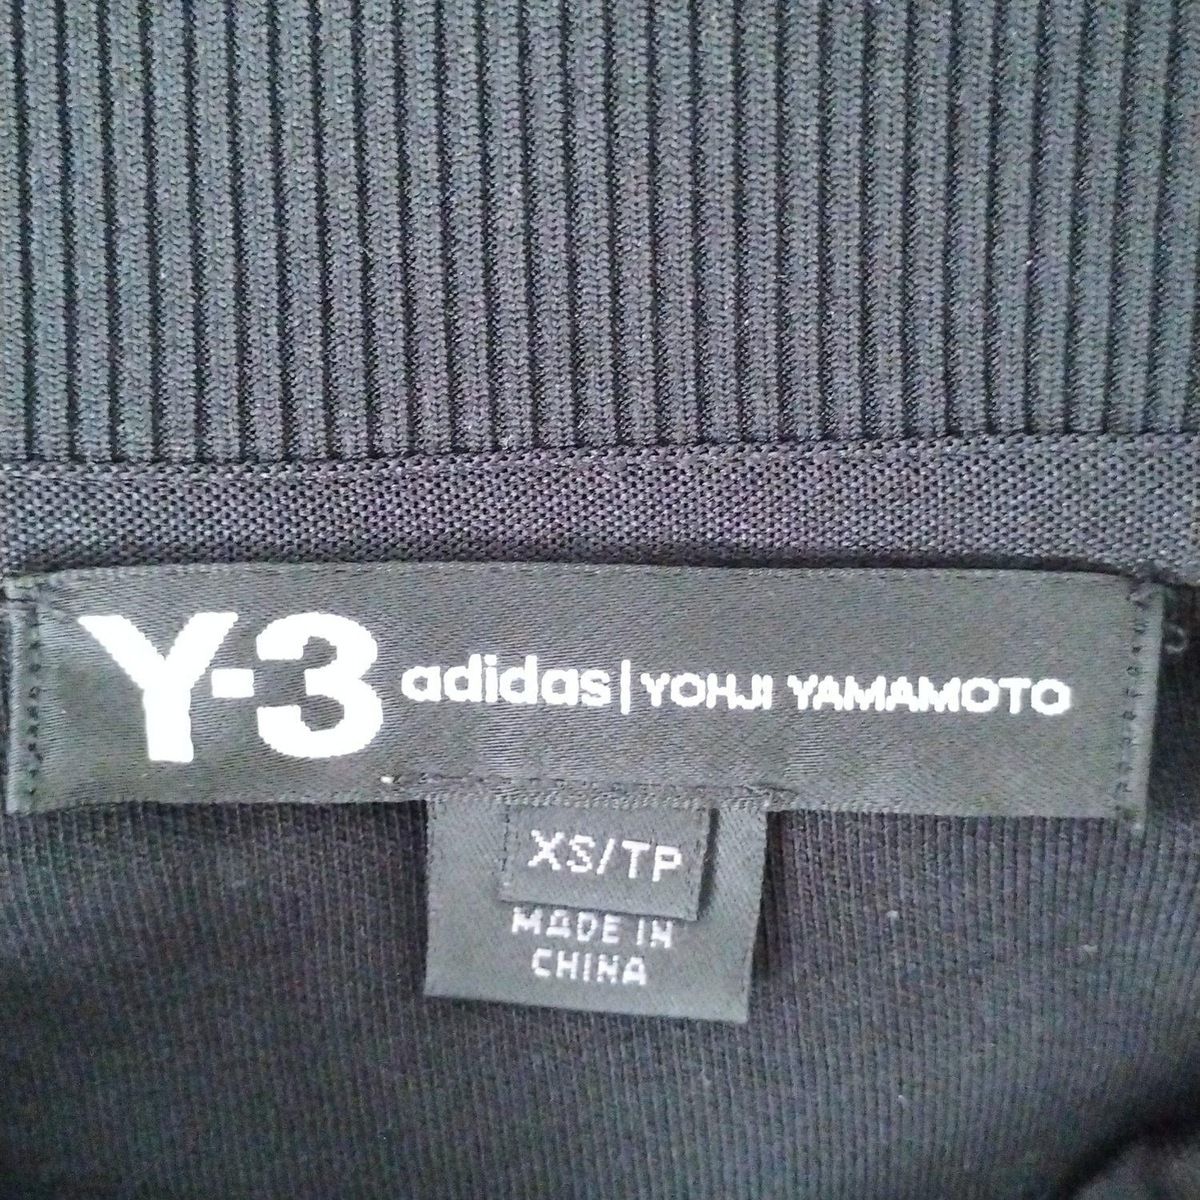 Y-3 adidas | YOHJI YAMAMOTO
XS/TP
MADE IN
CHINA